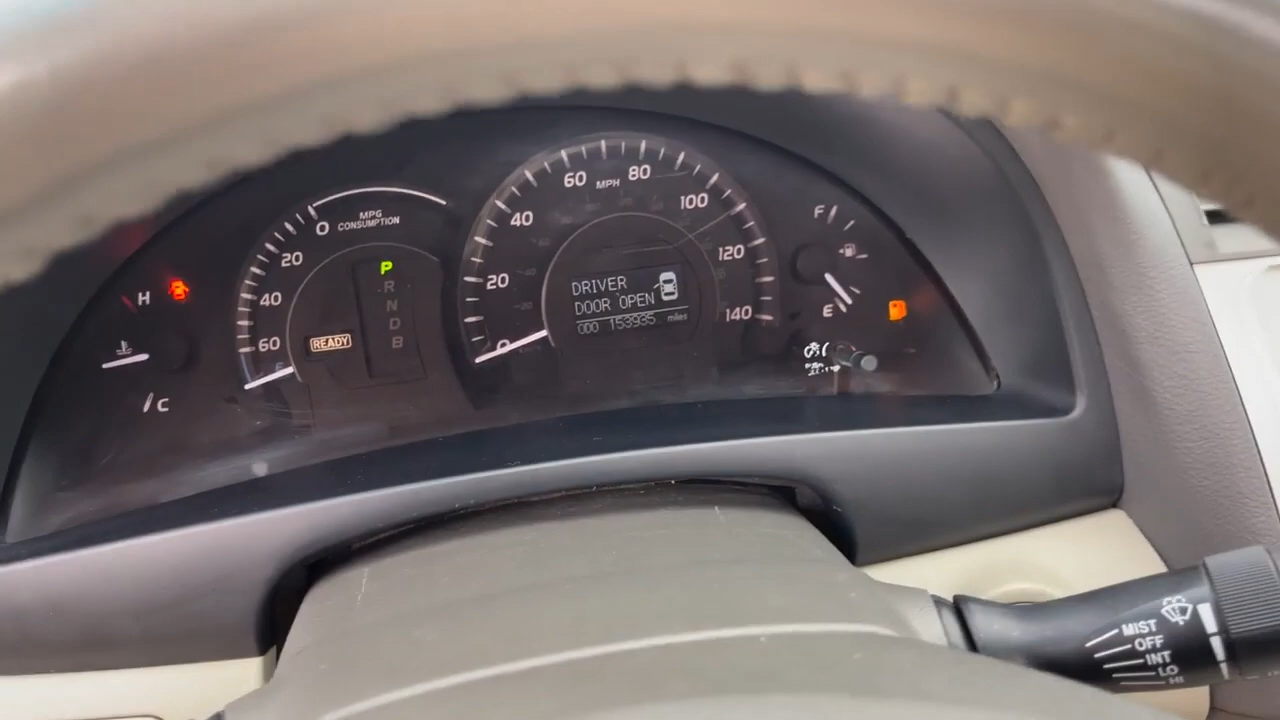 60 MPH 80
40
100
20
120
0
140
DRIVER
DOOR OPEN
ODO 153935 miles
MPG
CONSUMPTION
0
20
40
60
P
R
N
D
B
READY
H
C
F
E
MIST
OFF
INT
LO